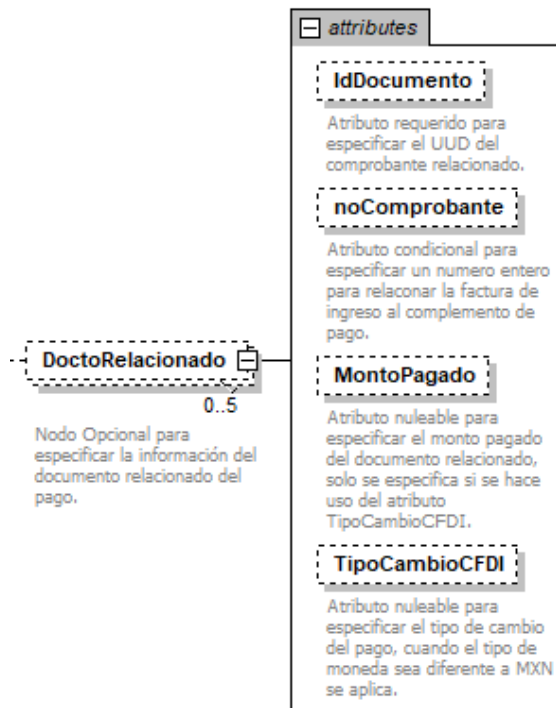 attributes
IdDocumento
Atributo requerido para
especificar el UUD del
comprobante relacionado.
noComprobante
Atributo condicional para
especificar un numero entero
para relaconar la factura de
ingreso al complemento de
pago.
DoctoRelacionado
0..5
Nodo Opcional para
especificar la información del
documento relacionado del
pago.
MontoPagado
Atributo nuleable para
especificar el monto pagado
del documento relacionado,
solo se especifica si se hace
uso del atributo
TipoCambioCFDI.
TipoCambioCFDI
Atributo nuleable para
especificar el tipo de cambio
del pago, cuando el tipo de
moneda sea diferente a MXN
se aplica.